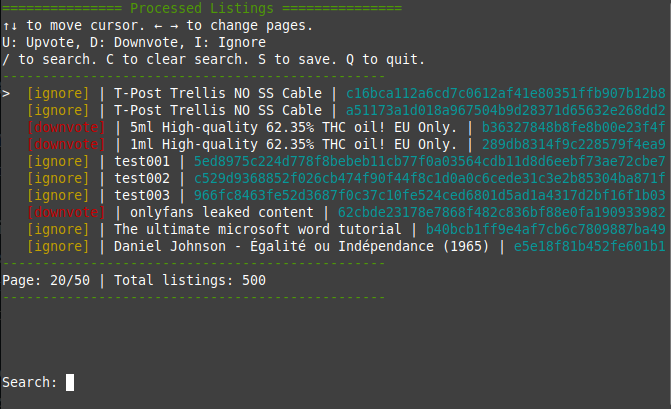 =============== Processed Listings ===============
↑↓ to move cursor. ← → to change pages.
U: Upvote, D: Downvote, I: Ignore
/ to search. C to clear search. S to save. Q to quit.
------------------------------------------------
> [ignore] | T-Post Trellis NO SS Cable | c16bca112a6cd7c0612af41e80351ffb907b12b8
[ignore] | T-Post Trellis NO SS Cable | a51173a1d018a967504b9d28371d65632e268dd2
[downvote] | 5ml High-quality 62.35% THC oil! EU Only. | b36327848b8fe8b00e23f4f
[downvote] | 1ml High-quality 62.35% THC oil! EU Only. | 289db8314f9c228579f4ea9
[ignore] | test001 | 5ed8975c224d778f8bebeb11cb77f0a03564cdb11d8d6eebf73ae72cbe7
[ignore] | test002 | c529d9368852f026cb474f90f44f8c1d0a0c6cede31c3e2b85304ba871f
[ignore] | test003 | 966fc8463fe52d3687f0c37c10fe524ced6801d5ad1a4317d2bf16f1b03
[downvote] | onlyfans leaked content | 62cbde23178e7868f482c836bf88e0fa190933982
[ignore] | The ultimate microsoft word tutorial | b40bcb1ff9e4af7cb6c7809887ba49
[ignore] | Daniel Johnson - Égalité ou Indépendance (1965) | e5e18f81b452fe601b1
------------------------------------------------
Page: 20/50 | Total listings: 500
------------------------------------------------
Search: